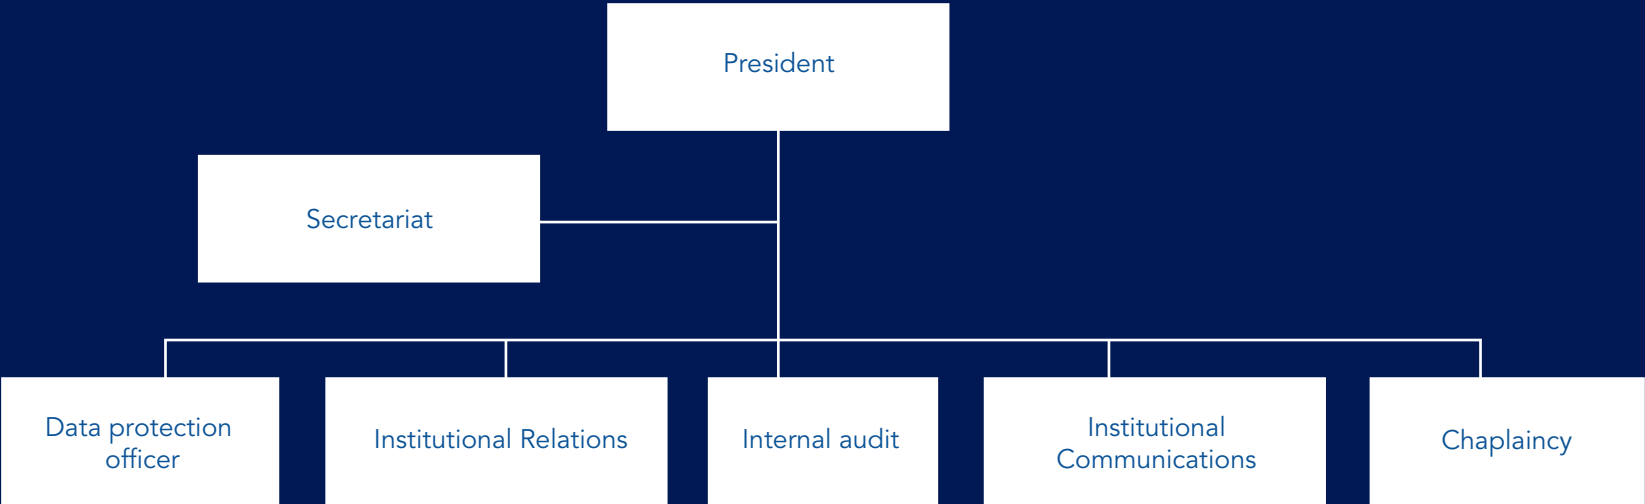 President
Secretariat
Data protection
officer
Institutional Relations
Internal audit
Institutional
Communications
Chaplaincy